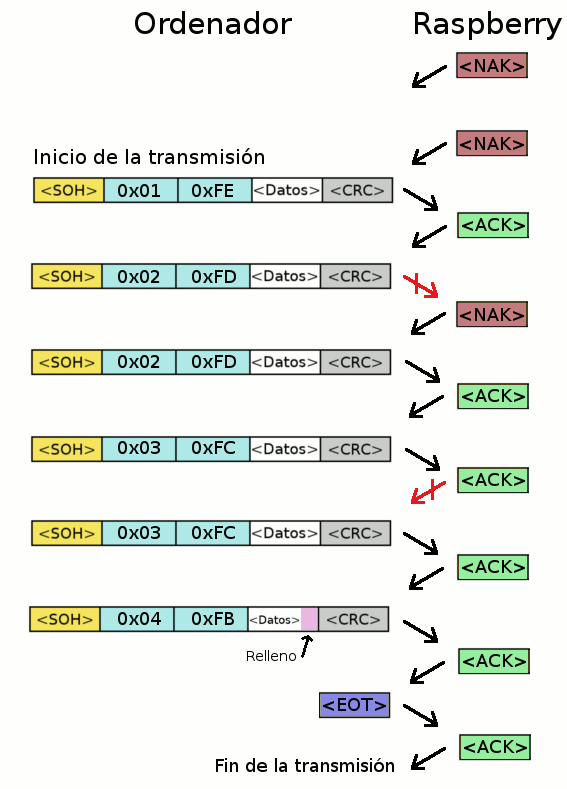 Ordenador Raspberry
<NAK>
<NAK>
Inicio de la transmisión
<SOH> 0x01 0xFE <Datos> <CRC>
<ACK>
<SOH> 0x02 0xFD <Datos> <CRC>
<NAK>
<SOH> 0x02 0xFD <Datos> <CRC>
<ACK>
<SOH> 0x03 0xFC <Datos> <CRC>
<ACK>
<SOH> 0x03 0xFC <Datos> <CRC>
<ACK>
<SOH> 0x04 0xFB <Datos> <CRC>
Relleno
<ACK>
<EOT>
<ACK>
Fin de la transmisión